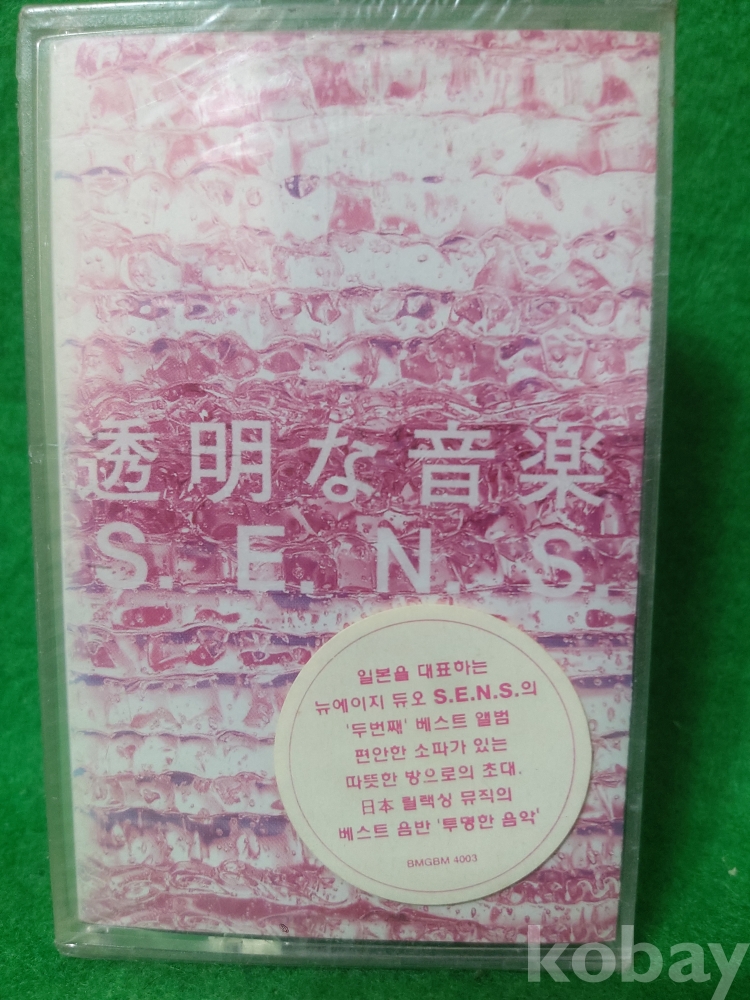 透明な音楽
S. E. N. S.
일본을 대표하는
뉴에이지 듀오 S.E.N.S.의
'두번째' 베스트 앨범
편안한 소파가 있는
따뜻한 방으로의 초대.
日本 릴랙싱 뮤직의
베스트 음반 '투명한 음악'
BMGBM 4003
kobay